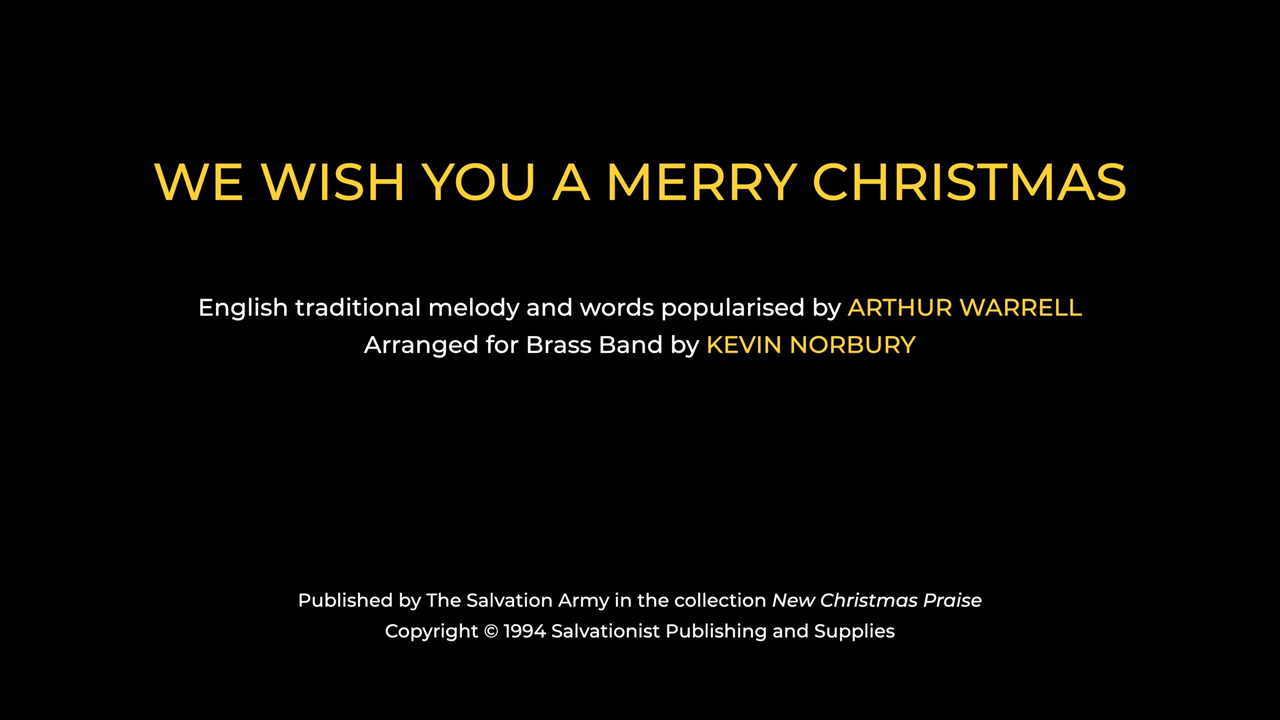 WE WISH YOU A MERRY CHRISTMAS
English traditional melody and words popularised by ARTHUR WARRELL
Arranged for Brass Band by KEVIN NORBURY
Published by The Salvation Army in the collection New Christmas Praise
Copyright © 1994 Salvationist Publishing and Supplies